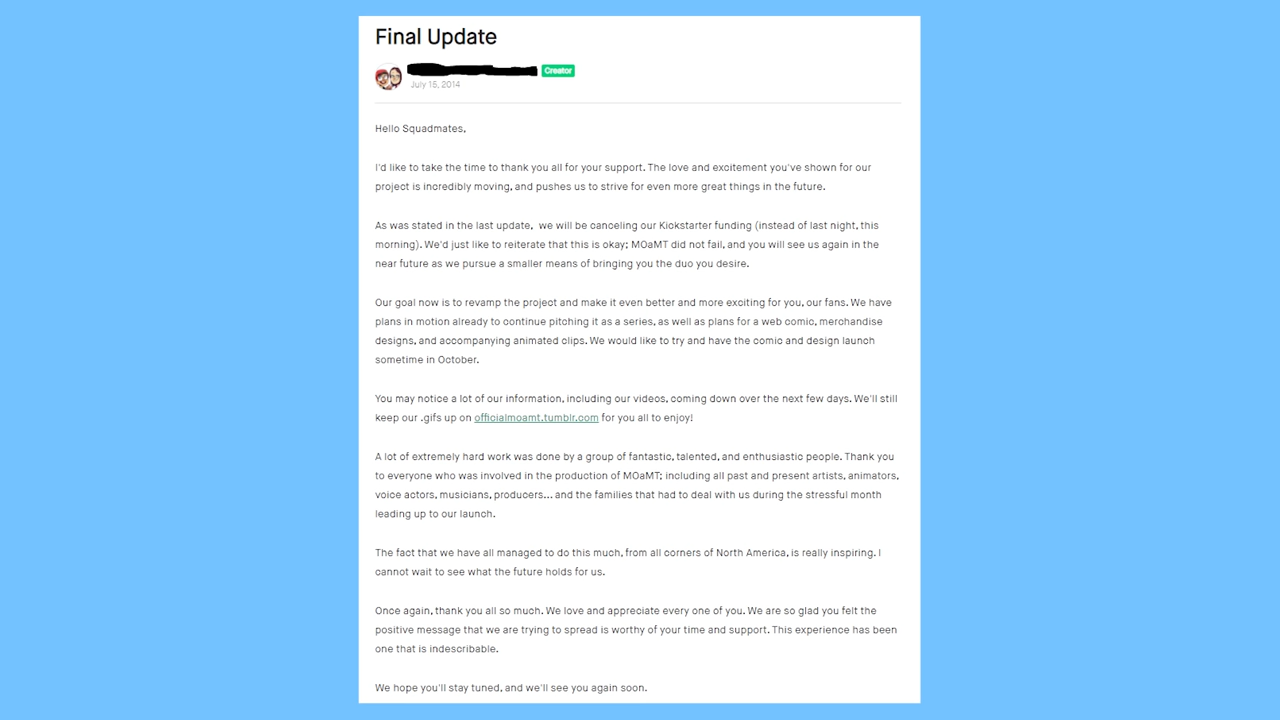 Final Update
Creator
July 15, 2014
Hello Squadmates,
I'd like to take the time to thank you all for your support. The love and excitement you've shown for our
project is incredibly moving, and pushes us to strive for even more great things in the future.
As was stated in the last update,  we will be canceling our Kickstarter funding (instead of last night, this
morning). We'd just like to reiterate that this is okay; MOaMT did not fail, and you will see us again in the
near future as we pursue a smaller means of bringing you the duo you desire.
Our goal now is to revamp the project and make it even better and more exciting for you, our fans. We have
plans in motion already to continue pitching it as a series, as well as plans for a web comic, merchandise
designs, and accompanying animated clips. We would like to try and have the comic and design launch
sometime in October.
You may notice a lot of our information, including our videos, coming down over the next few days. We'll still
keep our .gifs up on officialmoamt.tumblr.com for you all to enjoy!
A lot of extremely hard work was done by a group of fantastic, talented, and enthusiastic people. Thank you
to everyone who was involved in the production of MOaMT; including all past and present artists, animators,
voice actors, musicians, producers... and the families that had to deal with us during the stressful month
leading up to our launch.
The fact that we have all managed to do this much, from all corners of North America, is really inspiring. I
cannot wait to see what the future holds for us.
Once again, thank you all so much. We love and appreciate every one of you. We are so glad you felt the
positive message that we are trying to spread is worthy of your time and support. This experience has been
one that is indescribable.
We hope you'll stay tuned, and we'll see you again soon.